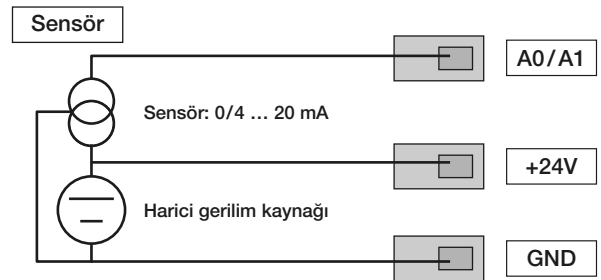 Sensör
A0/A1
Sensör: 0/4 … 20 mA
+24V
Harici gerilim kaynağı
GND